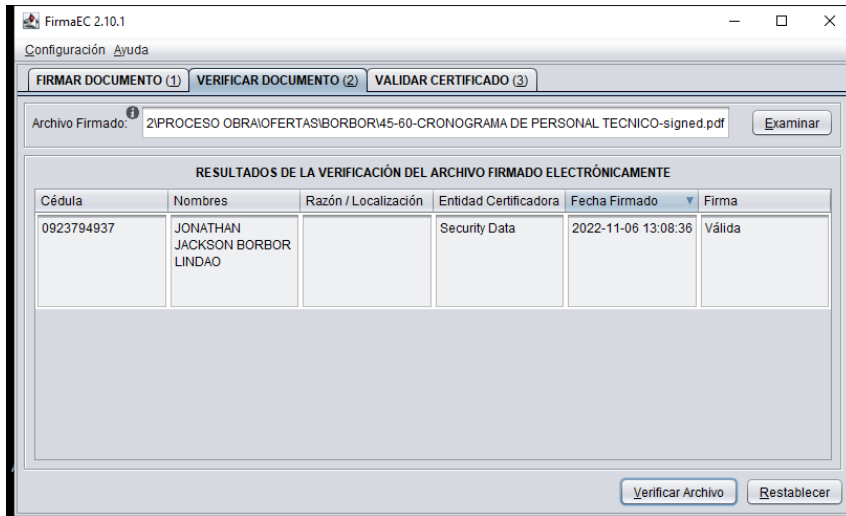 FirmaEC 2.10.1
Configuración Ayuda
FIRMAR DOCUMENTO (1) VERIFICAR DOCUMENTO (2) VALIDAR CERTIFICADO (3)
Archivo Firmado: 2\PROCESO OBRA\OFERTAS\BORBOR\45-60-CRONOGRAMA DE PERSONAL TECNICO-signed.pdf Examinar
RESULTADOS DE LA VERIFICACIÓN DEL ARCHIVO FIRMADO ELECTRÓNICAMENTE
Cédula Nombres Razón / Localización Entidad Certificadora Fecha Firmado Firma
0923794937 JONATHAN Security Data 2022-11-06 13:08:36 Válida
JACKSON BORBOR
LINDAO
Verificar Archivo Restablecer